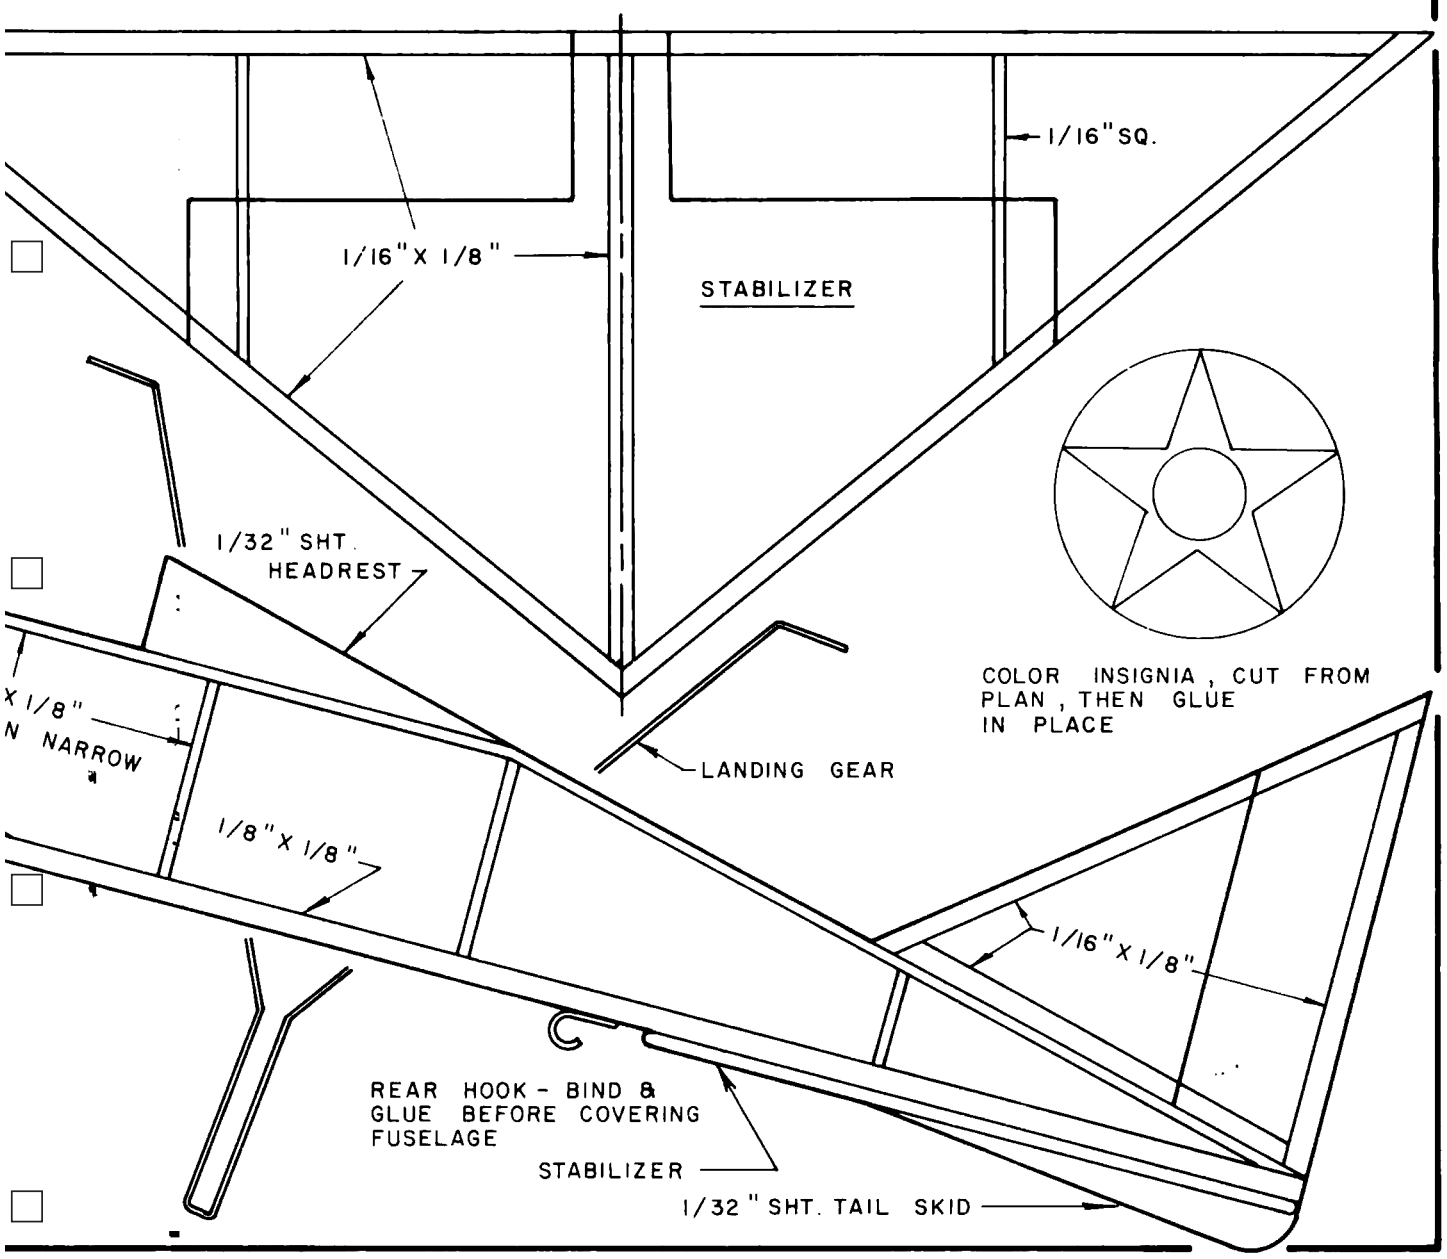 1/16" SQ.
1/16" X 1/8"
STABILIZER
1/32" SHT.
HEADREST
COLOR INSIGNIA, CUT FROM
PLAN, THEN GLUE
IN PLACE
X 1/8"
N NARROW
LANDING GEAR
1/8" X 1/8"
1/16" X 1/8"
REAR HOOK - BIND &
GLUE BEFORE COVERING
FUSELAGE
STABILIZER
1/32" SHT. TAIL SKID